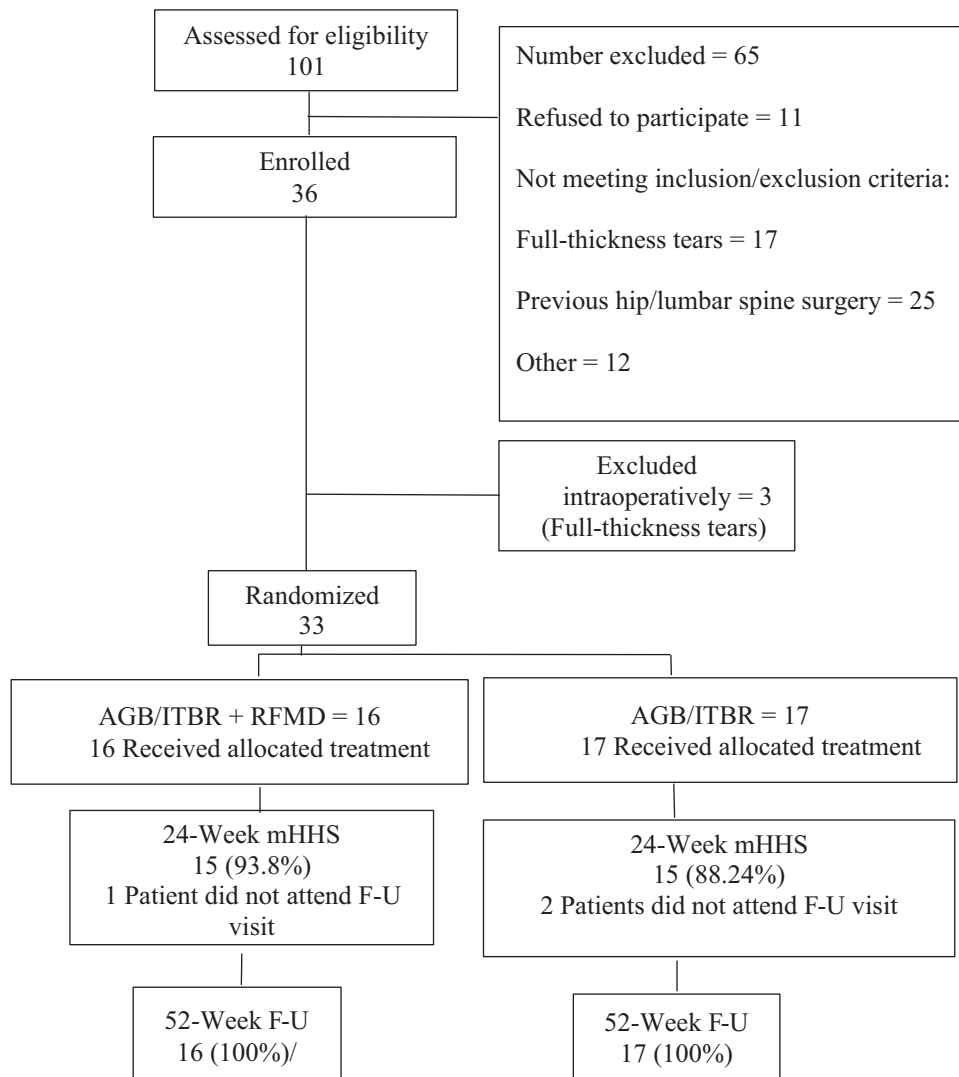 Assessed for eligibility
101
Number excluded = 65
Refused to participate = 11
Not meeting inclusion/exclusion criteria:
Full-thickness tears = 17
Previous hip/lumbar spine surgery = 25
Other = 12
Enrolled
36
Excluded
intraoperatively = 3
(Full-thickness tears)
Randomized
33
AGB/ITBR + RFMD = 16
16 Received allocated treatment
AGB/ITBR = 17
17 Received allocated treatment
24-Week mHHS
15 (93.8%)
1 Patient did not attend F-U
visit
24-Week mHHS
15 (88.24%)
2 Patients did not attend F-U visit
52-Week F-U
16 (100%)/
52-Week F-U
17 (100%)